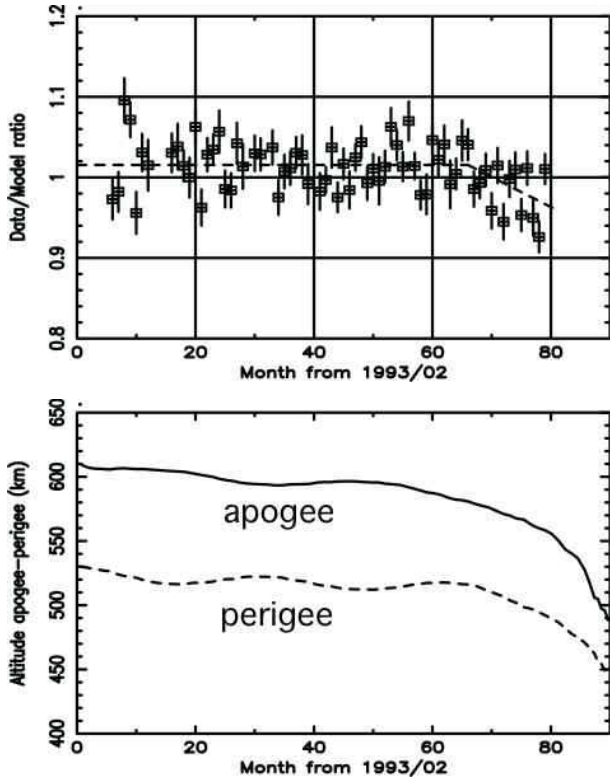 1.2
1.1
1
0.9
0.8
Data/Model ratio
0 20 40 60 80
Month from 1993/02
650
600
550
500
450
400
Altitude apogee-perigee (km)
apogee
perigee
0 20 40 60 80
Month from 1993/02